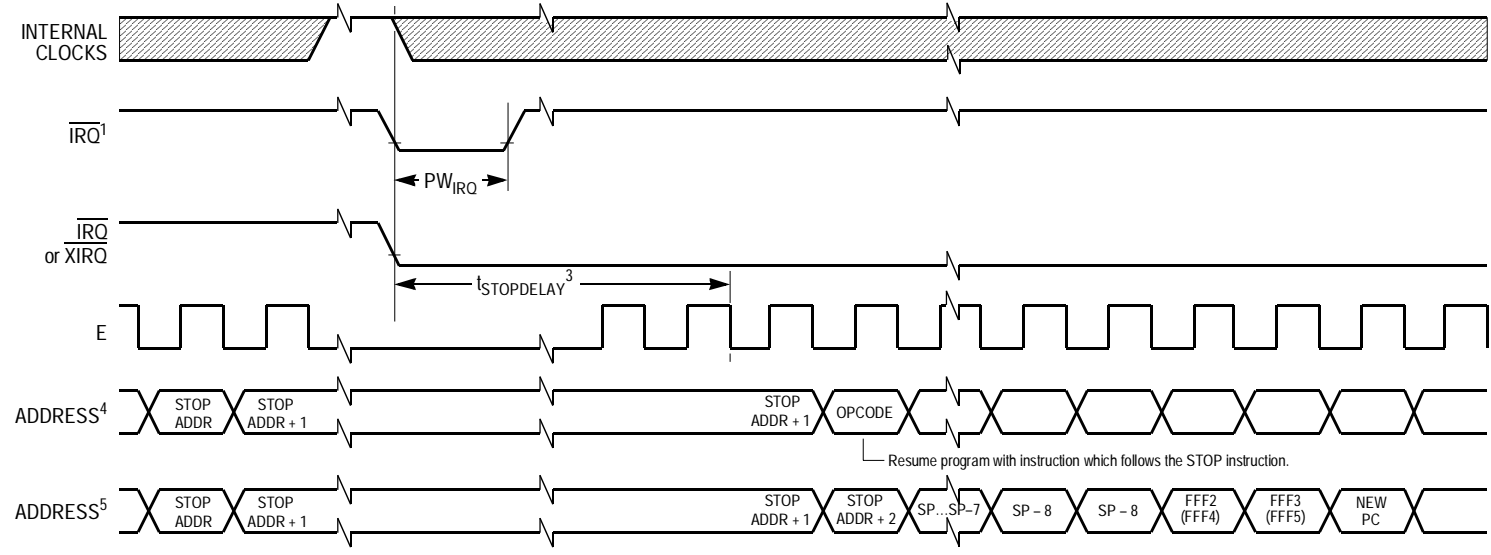 INTERNAL
CLOCKS
IRQ1
PWIRQ
IRQ
or XIRQ
tSTOPDELAY3
E
ADDRESS4
STOP
ADDR
STOP
ADDR + 1
STOP
ADDR + 1
OPCODE
Resume program with instruction which follows the STOP instruction.
ADDRESS5
STOP
ADDR
STOP
ADDR + 1
STOP
ADDR + 1
STOP
ADDR + 2
SP...SP–7
SP – 8
SP – 8
FFF2
(FFF4)
FFF3
(FFF5)
NEW
PC